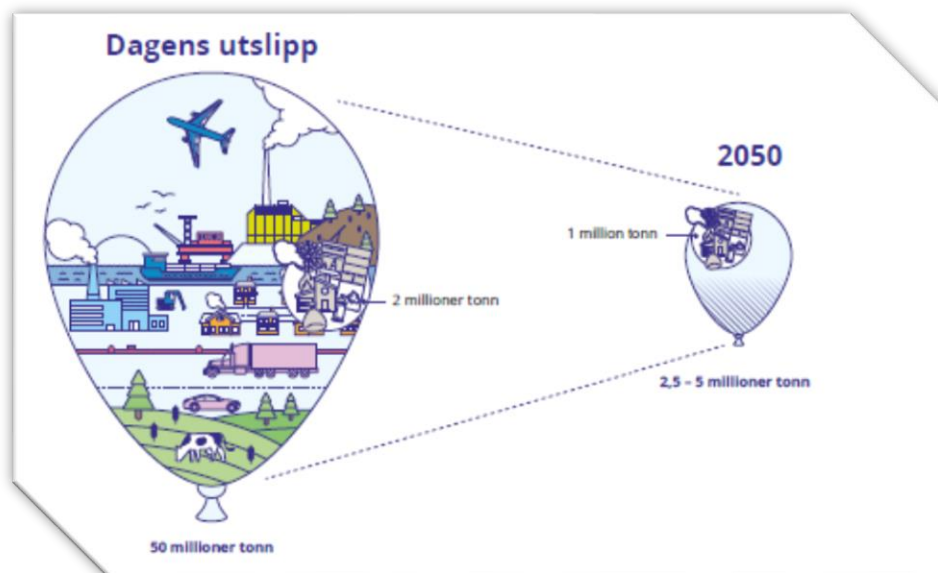 Dagens utslipp
2 millioner tonn
50 millioner tonn
2050
1 million tonn
2,5 – 5 millioner tonn